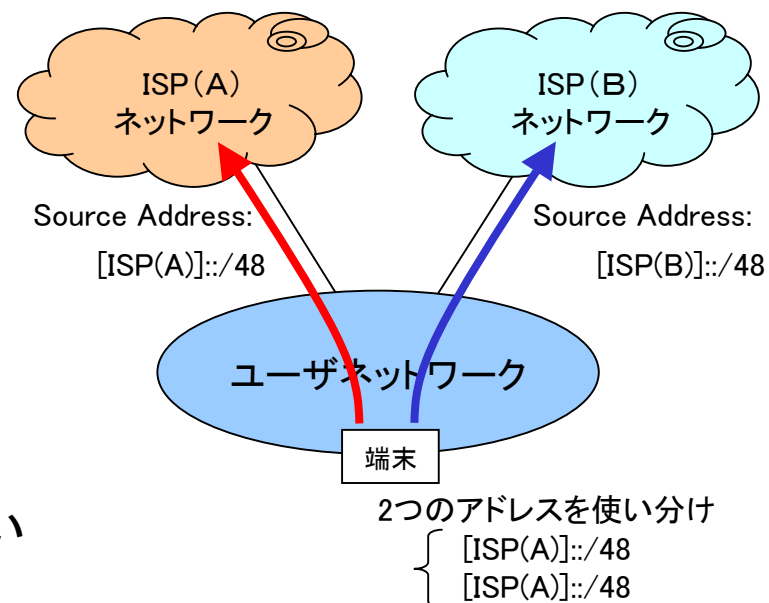 ISP(A)
ネットワーク
ISP(B)
ネットワーク
Source Address:
[ISP(A)]::/48
Source Address:
[ISP(B)]::/48
ユーザネットワーク
端末
い
2つのアドレスを使い分け
[ISP(A)]::/48
[ISP(A)]::/48